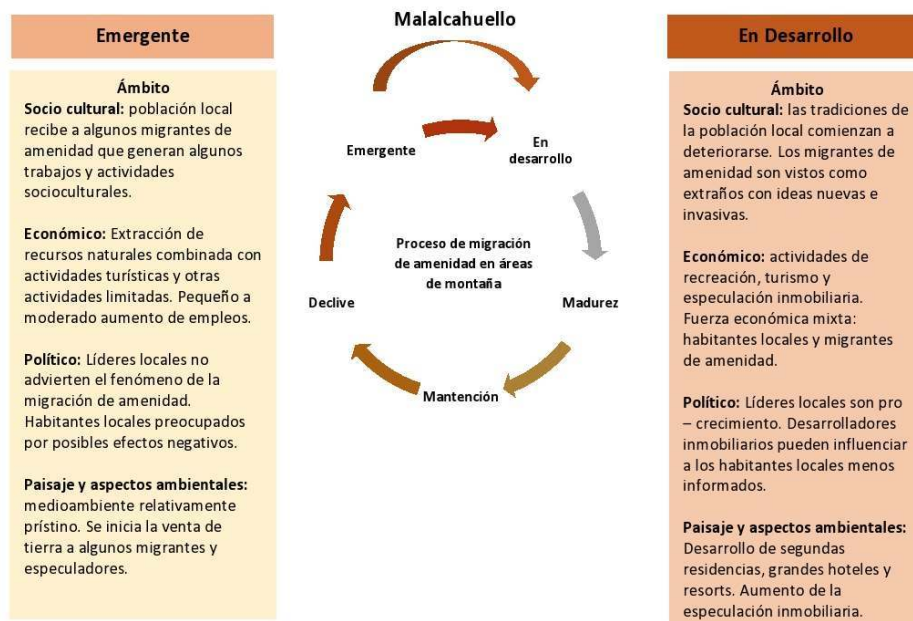 Malalcahuello
Emergente
Ámbito
Socio cultural: población local
recibe a algunos migrantes de
amenidad que generan algunos
trabajos y actividades
socioculturales.
Económico: Extracción de
recursos naturales combinada con
actividades turísticas y otras
actividades limitadas. Pequeño a
moderado aumento de empleos.
Político: Líderes locales no
advierten el fenómeno de la
migración de amenidad.
Habitantes locales preocupados
por posibles efectos negativos.
Paisaje y aspectos ambientales:
medioambiente relativamente
prístino. Se inicia la venta de
tierra a algunos migrantes y
especuladores.
Emergente
En
desarrollo
Proceso de migración
de amenidad en áreas
de montaña
Declive
Madurez
Mantención
En Desarrollo
Ámbito
Socio cultural: las tradiciones de
la población local comienzan a
deteriorarse. Los migrantes de
amenidad son vistos como
extraños con ideas nuevas e
invasivas.
Económico: actividades de
recreación, turismo y
especulación inmobiliaria.
Fuerza económica mixta:
habitantes locales y migrantes
de amenidad.
Político: Líderes locales son pro
– crecimiento. Desarrolladores
inmobiliarios pueden influenciar
a los habitantes locales menos
informados.
Paisaje y aspectos ambientales:
Desarrollo de segundas
residencias, grandes hoteles y
resorts. Aumento de la
especulación inmobiliaria.